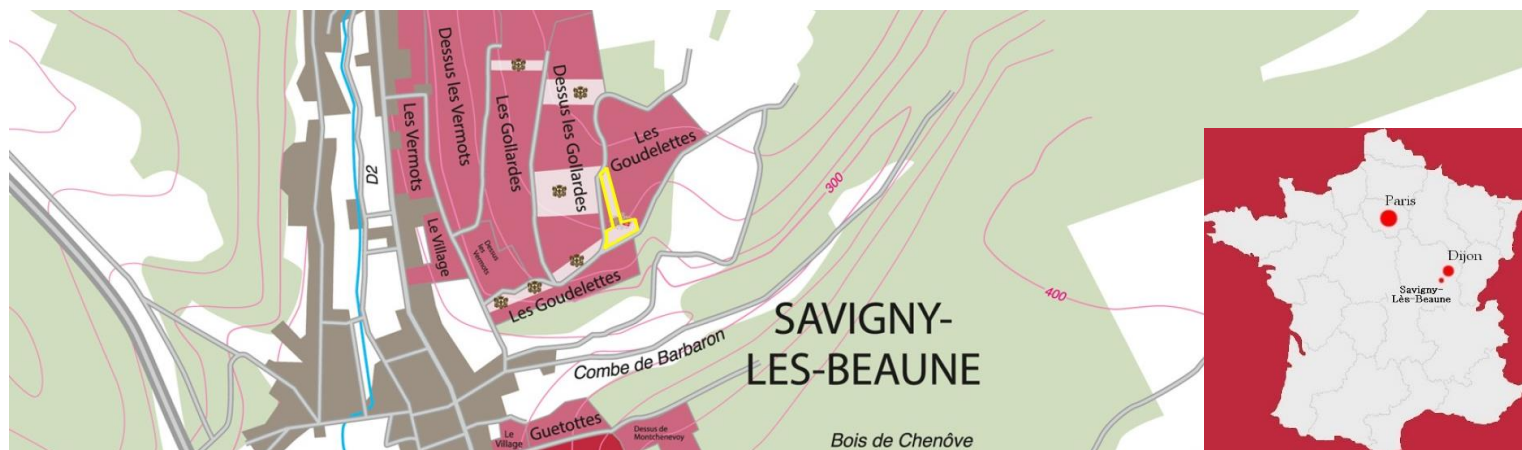 Dessus les Vermots
Les Gollardes
Dessus les Gollardes
Les
Goudelettes
Les Vermots
D2
Le Village
Dessus
les
Vermots
Les Goudelettes
300
400
SAVIGNY-
LES-BEAUNE
Combe de Barbaron
Bois de Chenôve
Le
Village
Guetottes
Dessus de
Montchenevoy
Paris
Dijon
Savigny-
Lès-Beaune